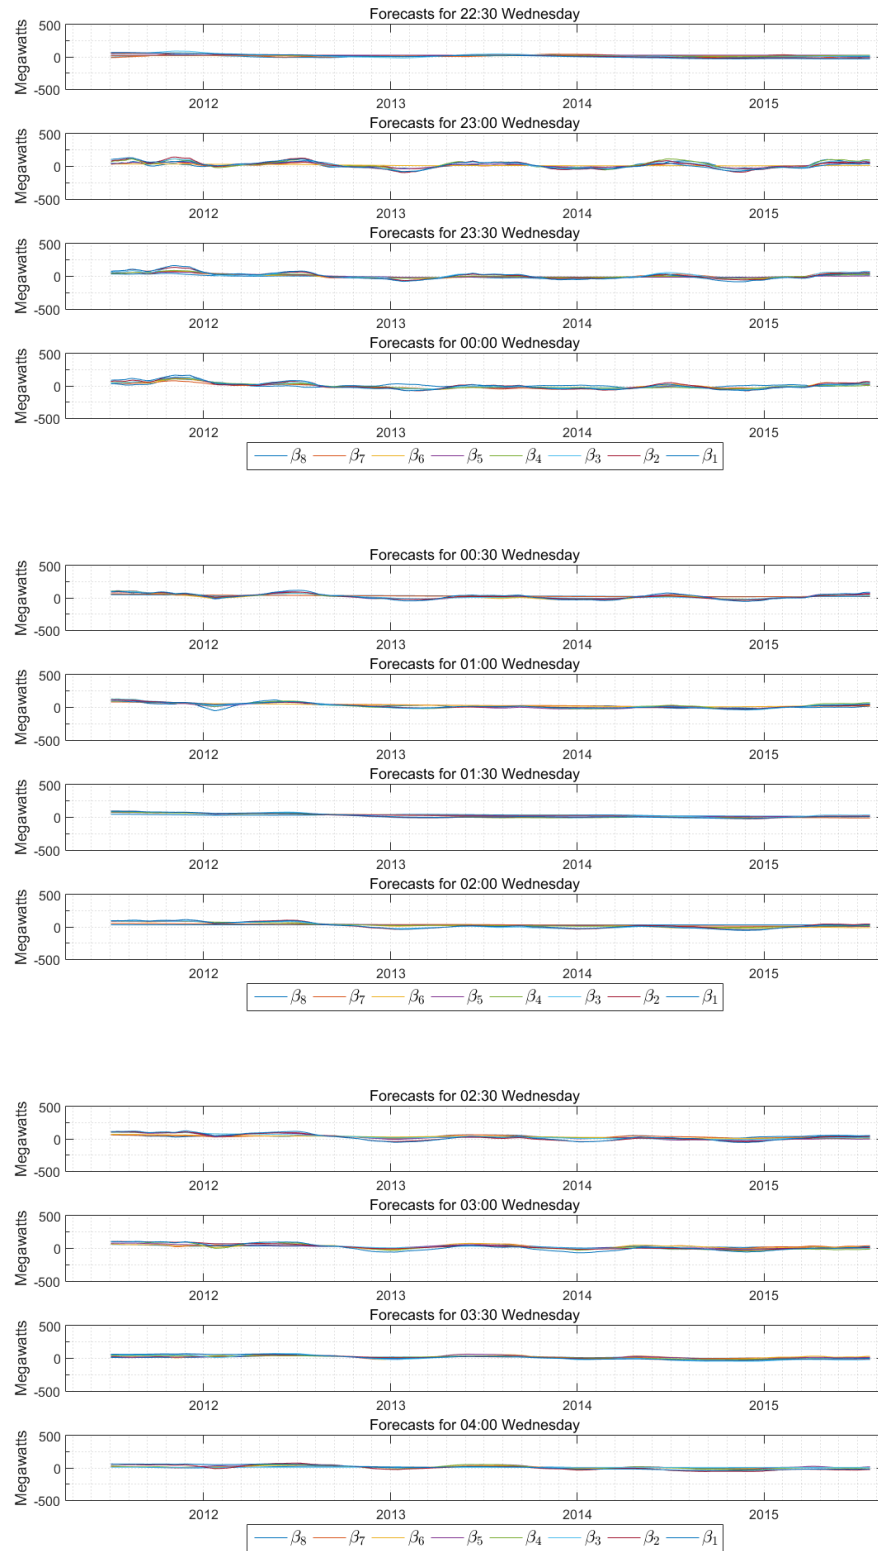 Forecasts for 22:30 Wednesday
500
0
-500
Megawatts
2012 2013 2014 2015
Forecasts for 23:00 Wednesday
500
0
-500
Megawatts
2012 2013 2014 2015
Forecasts for 23:30 Wednesday
500
0
-500
Megawatts
2012 2013 2014 2015
Forecasts for 00:00 Wednesday
500
0
-500
Megawatts
2012 2013 2014 2015
β8 β7 β6 β5 β4 β3 β2 β1
Forecasts for 00:30 Wednesday
500
0
-500
Megawatts
2012 2013 2014 2015
Forecasts for 01:00 Wednesday
500
0
-500
Megawatts
2012 2013 2014 2015
Forecasts for 01:30 Wednesday
500
0
-500
Megawatts
2012 2013 2014 2015
Forecasts for 02:00 Wednesday
500
0
-500
Megawatts
2012 2013 2014 2015
β8 β7 β6 β5 β4 β3 β2 β1
Forecasts for 02:30 Wednesday
500
0
-500
Megawatts
2012 2013 2014 2015
Forecasts for 03:00 Wednesday
500
0
-500
Megawatts
2012 2013 2014 2015
Forecasts for 03:30 Wednesday
500
0
-500
Megawatts
2012 2013 2014 2015
Forecasts for 04:00 Wednesday
500
0
-500
Megawatts
2012 2013 2014 2015
β8 β7 β6 β5 β4 β3 β2 β1